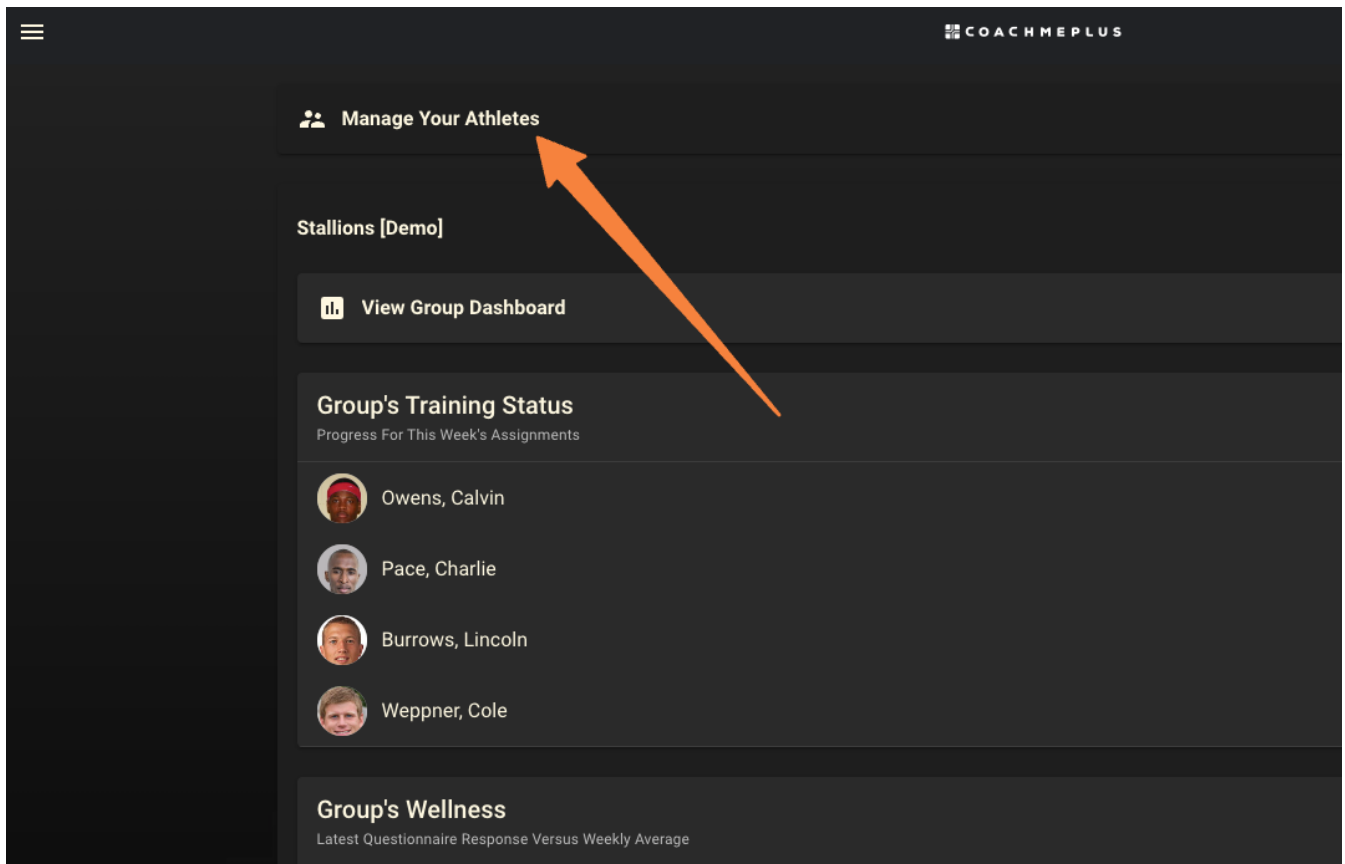 COACHMEPLUS
Manage Your Athletes
Stallions [Demo]
View Group Dashboard
Group's Training Status
Progress For This Week's Assignments
Owens, Calvin
Pace, Charlie
Burrows, Lincoln
Weppner, Cole
Group's Wellness
Latest Questionnaire Response Versus Weekly Average